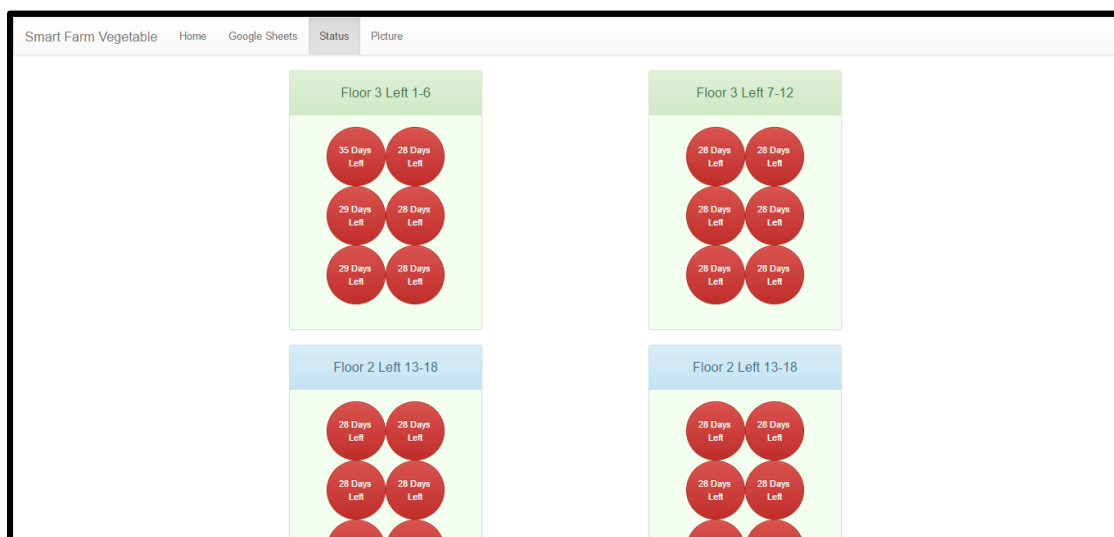 Smart Farm Vegetable Home Google Sheets Status Picture
Floor 3 Left 1-6
35 Days Left
28 Days Left
29 Days Left
28 Days Left
29 Days Left
28 Days Left
Floor 3 Left 7-12
28 Days Left
28 Days Left
28 Days Left
28 Days Left
28 Days Left
28 Days Left
Floor 2 Left 13-18
28 Days Left
28 Days Left
28 Days Left
28 Days Left
Floor 2 Left 13-18
28 Days Left
28 Days Left
28 Days Left
28 Days Left